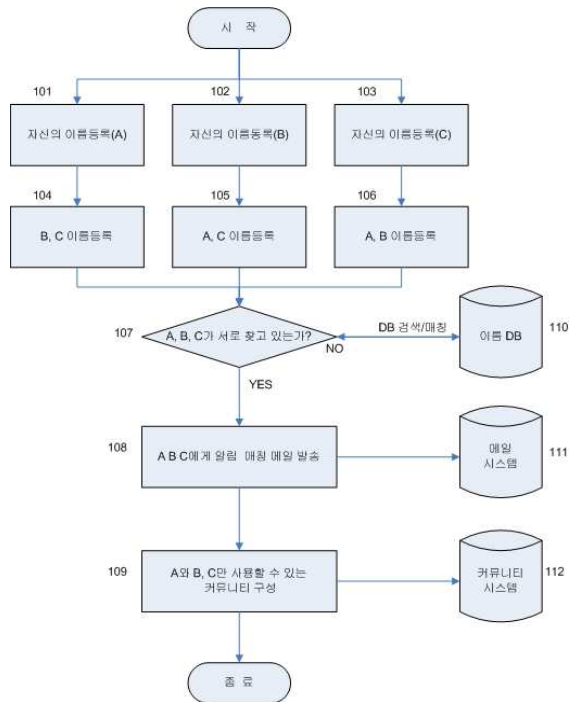 시 작
101
102
103
자신의 이름등록(A)
자신의 이름등록(B)
자신의 이름등록(C)
104
105
106
B, C 이름등록
A, C 이름등록
A, B 이름등록
107
A, B, C가 서로 찾고 있는가?
DB 검색/매칭
NO
이름 DB
110
YES
108
A B C에게 알림 매칭 메일 발송
메일
시스템
111
109
A와 B, C만 사용할 수 있는
커뮤니티 구성
커뮤니티
시스템
112
종 료